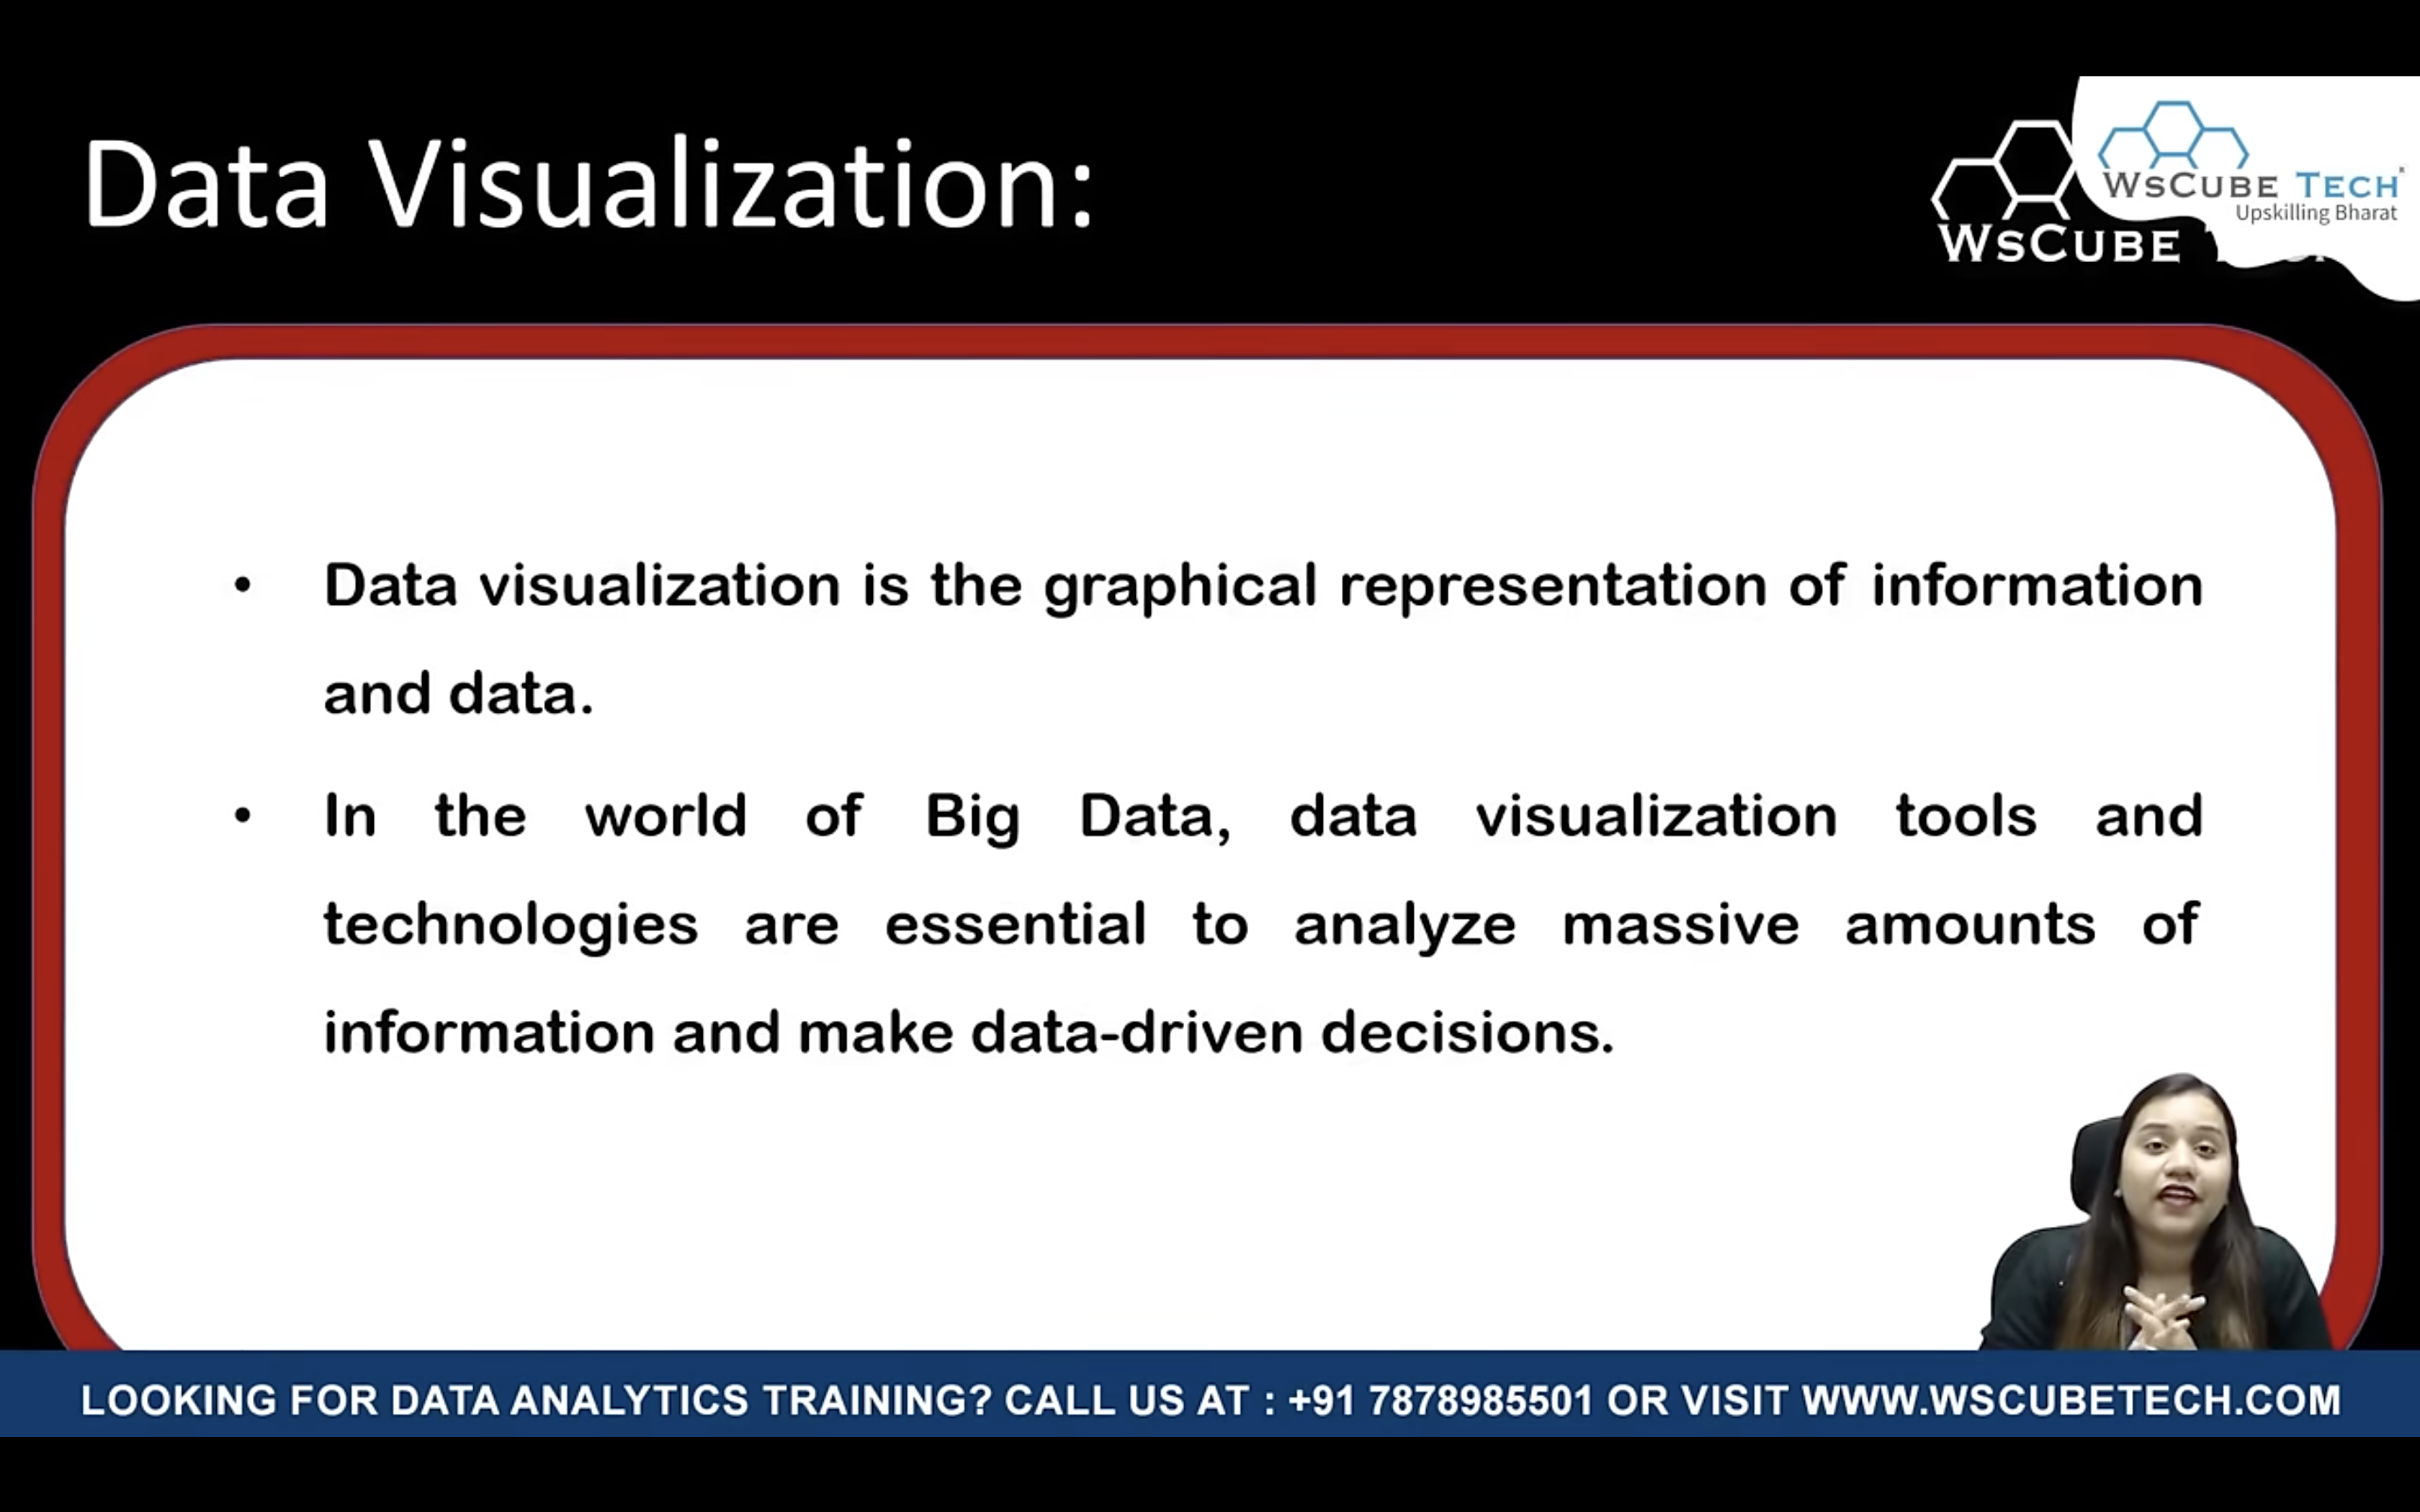 Data Visualization:
WSCUBE TECH
Upskilling Bharat
WSCUBE
• Data visualization is the graphical representation of information
and data.
• In the world of Big Data, data visualization tools and
technologies are essential to analyze massive amounts of
information and make data-driven decisions.
LOOKING FOR DATA ANALYTICS TRAINING? CALL US AT : +91 7878985501 OR VISIT WWW.WSCUBETECH.COM